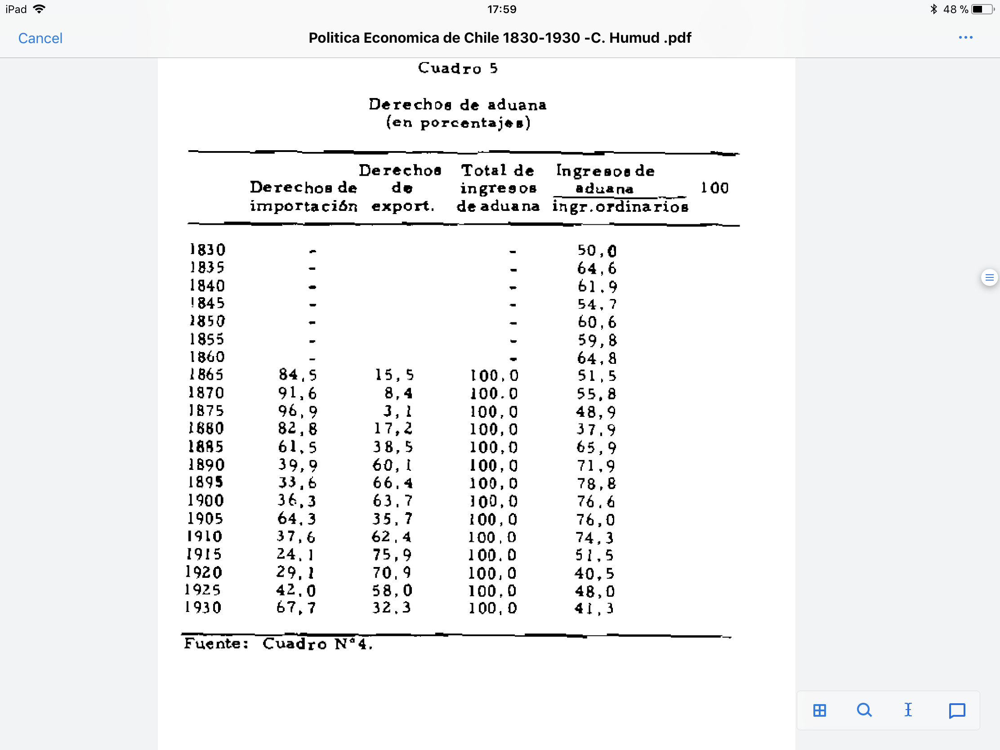 iPad 17:59 48 %
Cancel Politica Economica de Chile 1830-1930 -C. Humud .pdf
Cuadro 5
Derechos de aduana
(en porcentajes)
Derechos Total de Ingresos de
Derechos de de ingresos aduana 100
importación export. de aduana ingr.ordinarios
1830 - - 50,0
1835 - - 64,6
1840 - - 61,9
1845 - - 54,7
1850 - - 60,6
1855 - - 59,8
1860 - - 64,8
1865 84,5 15,5 100,0 51,5
1870 91,6 8,4 100.0 55,8
1875 96,9 3,1 100,0 48,9
1880 82,8 17,2 100,0 37,9
1885 61,5 38,5 100,0 65,9
1890 39,9 60,1 100,0 71,9
1895 33,6 66,4 100,0 78,8
1900 36,3 63,7 100,0 76,6
1905 64,3 35,7 100,0 76,0
1910 37,6 62,4 100,0 74,3
1915 24,1 75,9 100,0 51,5
1920 29,1 70,9 100,0 40,5
1925 42,0 58,0 100,0 48,0
1930 67,7 32,3 100,0 41,3
Fuente: Cuadro N°4.